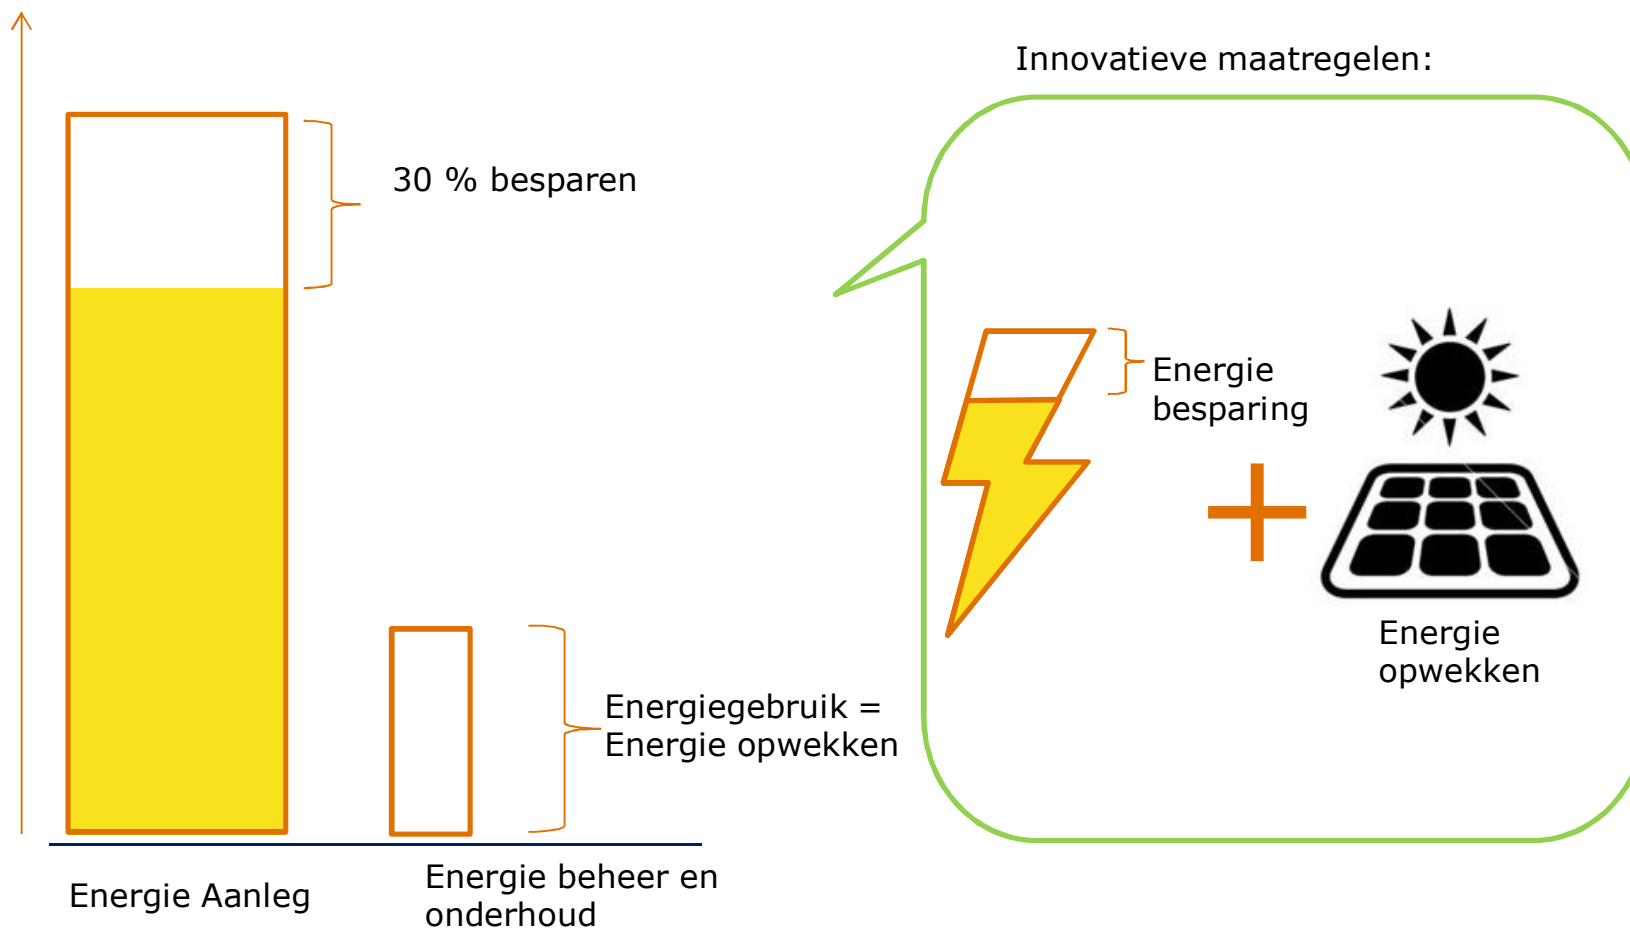 Innovatieve maatregelen:
30 % besparen
Energie
besparing
Energie
opwekken
Energiegebruik =
Energie opwekken
Energie Aanleg
Energie beheer en
onderhoud